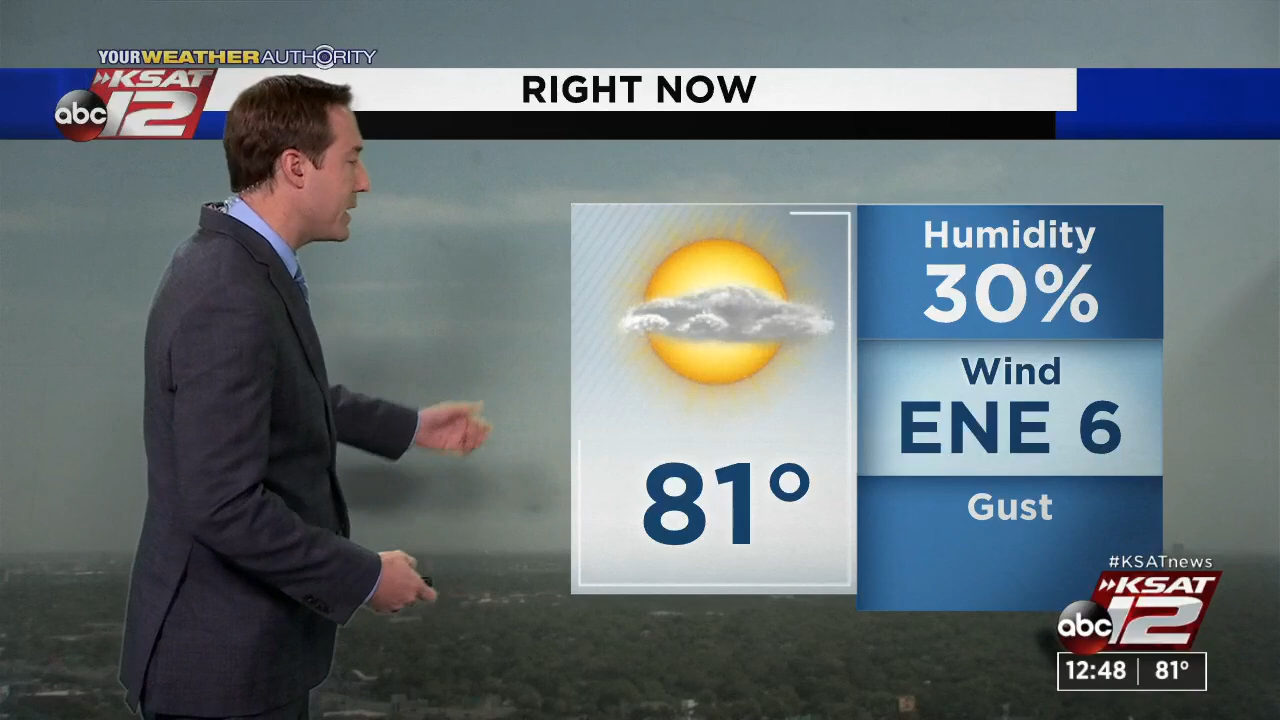 YOURWEATHERAUTHORITY
KSAT
abc 12
RIGHT NOW
Humidity
30%
Wind
ENE 6
81°
Gust
#KSATnews
KSAT
abc 12
12:48 81°